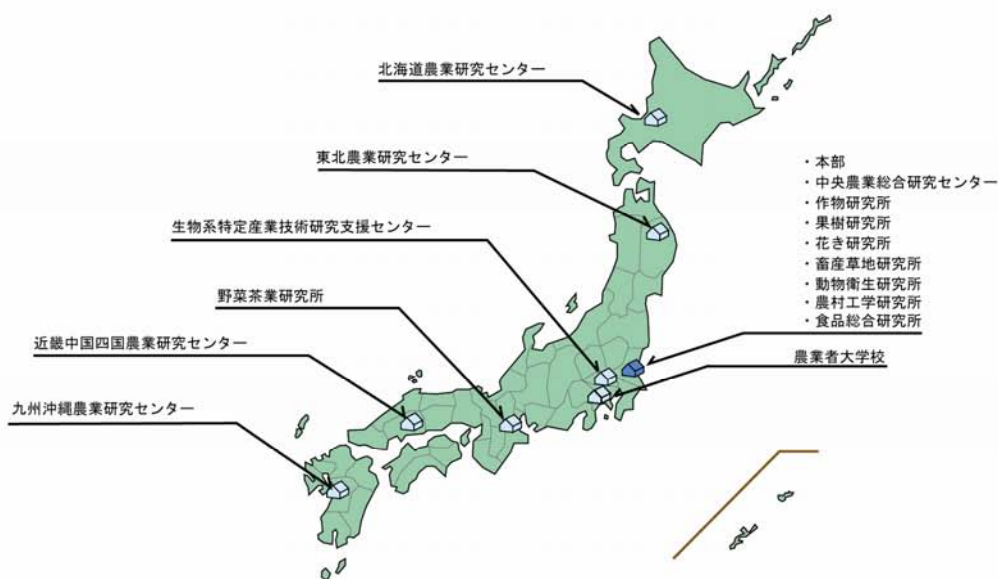 北海道農業研究センター
東北農業研究センター
・本部
・中央農業総合研究センター
・作物研究所
・果樹研究所
・花き研究所
・畜産草地研究所
・動物衛生研究所
・農村工学研究所
・食品総合研究所
生物系特定産業技術研究支援センター
野菜茶業研究所
近畿中国四国農業研究センター
農業者大学校
九州沖縄農業研究センター